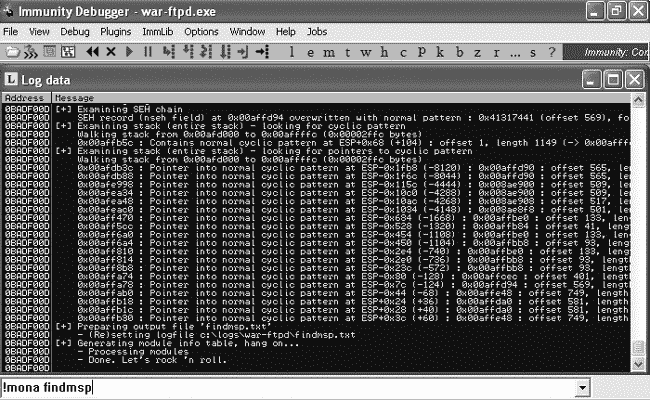 Immunity Debugger - war-ftpd.exe
File View Debug Plugins ImmLib Options Window Help Jobs
l e m t w h c p k b z r ... s ? Immunity: Con
L Log data
Address Message
0BADF00D [+] Examining SEH chain
0BADF00D SEH record (nseh field) at 0x00affd94 overwritten with normal pattern : 0x41317441 (offset 569), fo
0BADF00D [+] Examining stack (entire stack) - looking for cyclic pattern
0BADF00D Walking stack from 0x00afd000 to 0x00affffc (0x00002ffc bytes)
0BADF00D 0x00affb5c : Contains normal cyclic pattern at ESP+0x68 (+104) : offset 1, length 1149 (-> 0x00affff
0BADF00D [+] Examining stack (entire stack) - looking for pointers to cyclic pattern
0BADF00D Walking stack from 0x00afd000 to 0x00affffc (0x00002ffc bytes)
0BADF00D 0x00afdb3c : Pointer into normal cyclic pattern at ESP-0x1fb8 (-8120) : 0x00affd90 : offset 565, len
0BADF00D 0x00afdb88 : Pointer into normal cyclic pattern at ESP-0x1f6c (-8044) : 0x00affd90 : offset 565, len
0BADF00D 0x00afe998 : Pointer into normal cyclic pattern at ESP-0x115c (-4444) : 0x008ae900 : offset 509, len
0BADF00D 0x00afea34 : Pointer into normal cyclic pattern at ESP-0x10c0 (-4288) : 0x008ae900 : offset 509, len
0BADF00D 0x00afea48 : Pointer into normal cyclic pattern at ESP-0x10ac (-4268) : 0x008ae908 : offset 517, len
0BADF00D 0x00afeac0 : Pointer into normal cyclic pattern at ESP-0x1034 (-4148) : 0x008ae8f8 : offset 501, len
0BADF00D 0x00aff470 : Pointer into normal cyclic pattern at ESP-0x684 (-1668) : 0x00affbe0 : offset 133, leng
0BADF00D 0x00aff5cc : Pointer into normal cyclic pattern at ESP-0x528 (-1320) : 0x00affb84 : offset 41, lengt
0BADF00D 0x00aff6a0 : Pointer into normal cyclic pattern at ESP-0x454 (-1108) : 0x00affbe0 : offset 133, leng
0BADF00D 0x00aff6a4 : Pointer into normal cyclic pattern at ESP-0x450 (-1104) : 0x00affbb8 : offset 93, lengt
0BADF00D 0x00aff810 : Pointer into normal cyclic pattern at ESP-0x2e4 (-740) : 0x00affbe0 : offset 133, lengt
0BADF00D 0x00aff814 : Pointer into normal cyclic pattern at ESP-0x2e0 (-736) : 0x00affbb8 : offset 93, length
0BADF00D 0x00aff8b8 : Pointer into normal cyclic pattern at ESP-0x23c (-572) : 0x00affbb8 : offset 93, length
0BADF00D 0x00affa74 : Pointer into normal cyclic pattern at ESP-0x80 (-128) : 0x00affcec : offset 401, length
0BADF00D 0x00affa78 : Pointer into normal cyclic pattern at ESP-0x7c (-124) : 0x00affd94 : offset 569, length
0BADF00D 0x00affab0 : Pointer into normal cyclic pattern at ESP-0x44 (-68) : 0x00affe48 : offset 749, length
0BADF00D 0x00affb18 : Pointer into normal cyclic pattern at ESP+0x24 (+36) : 0x00affda0 : offset 581, length
0BADF00D 0x00affb1c : Pointer into normal cyclic pattern at ESP+0x28 (+40) : 0x00affda0 : offset 581, length
0BADF00D 0x00affb30 : Pointer into normal cyclic pattern at ESP+0x3c (+60) : 0x00affe48 : offset 749, length
0BADF00D [+] Preparing output file 'findmsp.txt'
0BADF00D - (Re)setting logfile c:\logs\war-ftpd\findmsp.txt
0BADF00D [+] Generating module info table, hang on...
0BADF00D - Processing modules
0BADF00D - Done. Let's rock 'n roll.
!mona findmsp